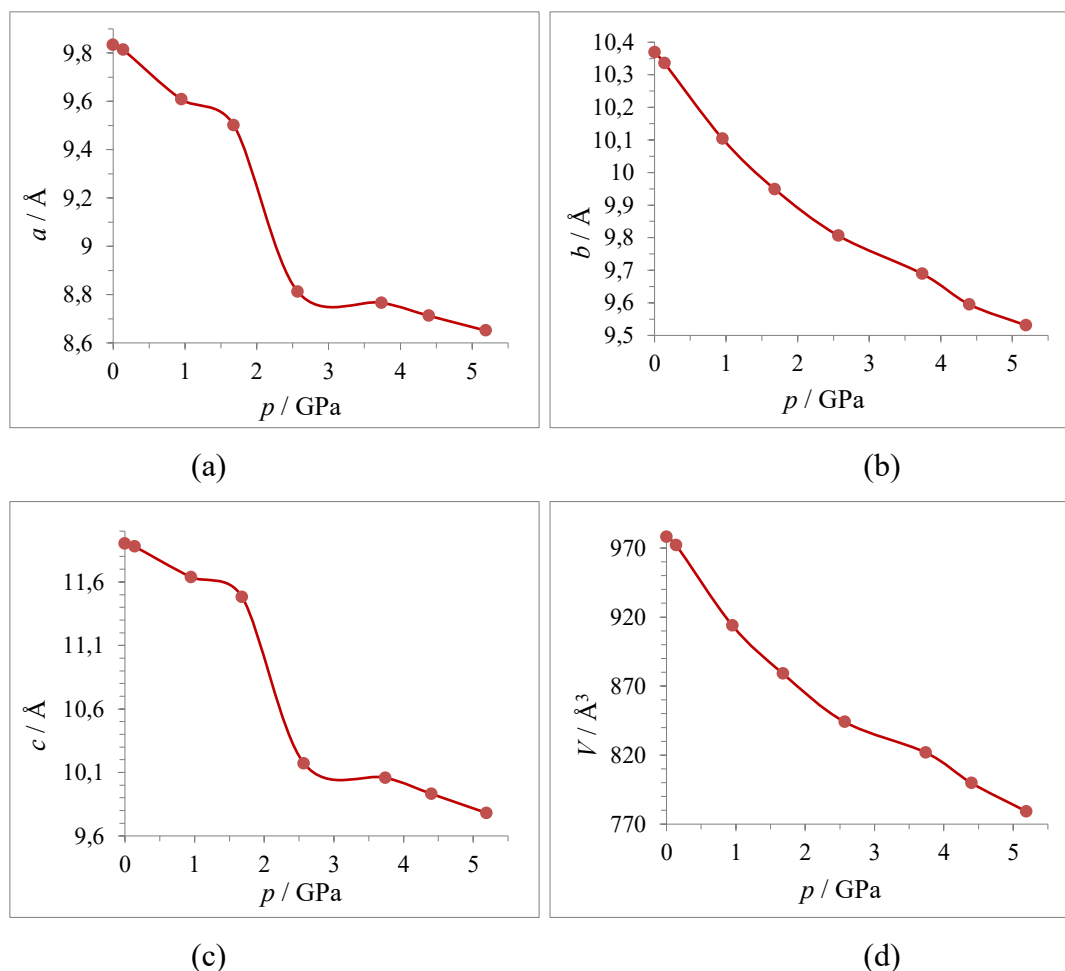 9,8
9,6
9,4
9,2
9
8,8
8,6
a / Å
0 1 2 3 4 5
p / GPa
(a)
10,4
10,3
10,2
10,1
10
9,9
9,8
9,7
9,6
9,5
b / Å
0 1 2 3 4 5
p / GPa
(b)
11,6
11,1
10,6
10,1
9,6
c / Å
0 1 2 3 4 5
p / GPa
(c)
970
920
870
820
770
V / Å³
0 1 2 3 4 5
p / GPa
(d)